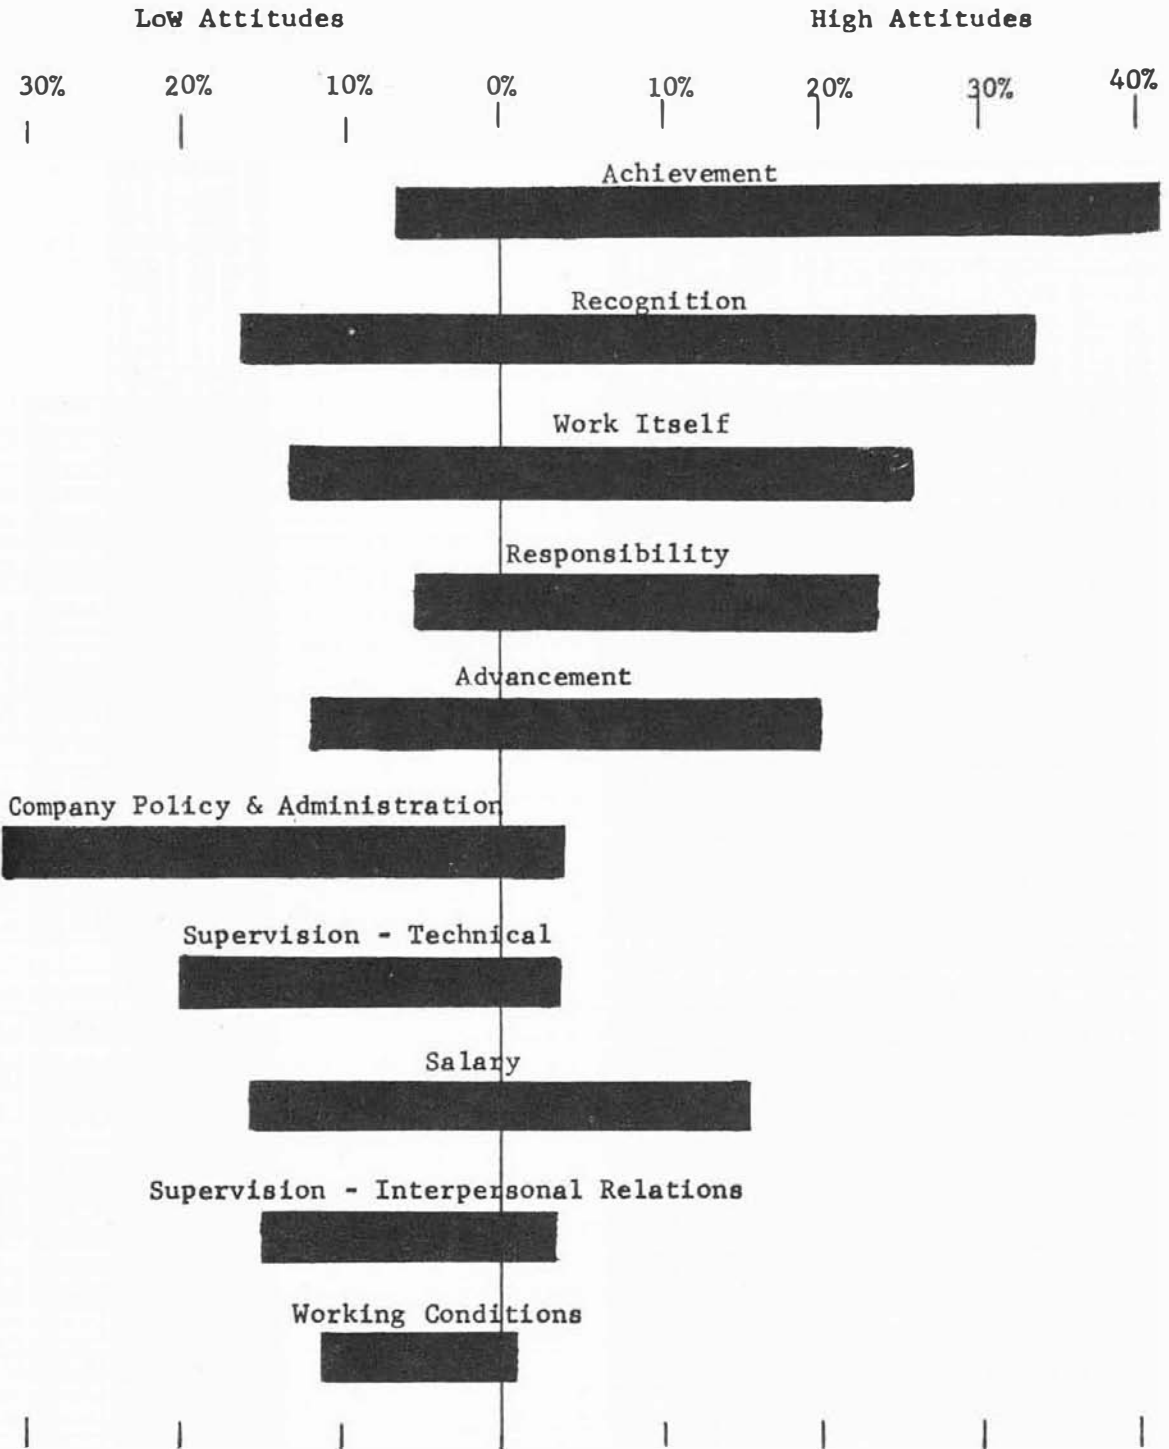 Low Attitudes High Attitudes
30% 20% 10% 0% 10% 20% 30% 40%
Achievement
Recognition
Work Itself
Responsibility
Advancement
Company Policy & Administration
Supervision - Technical
Salary
Supervision - Interpersonal Relations
Working Conditions